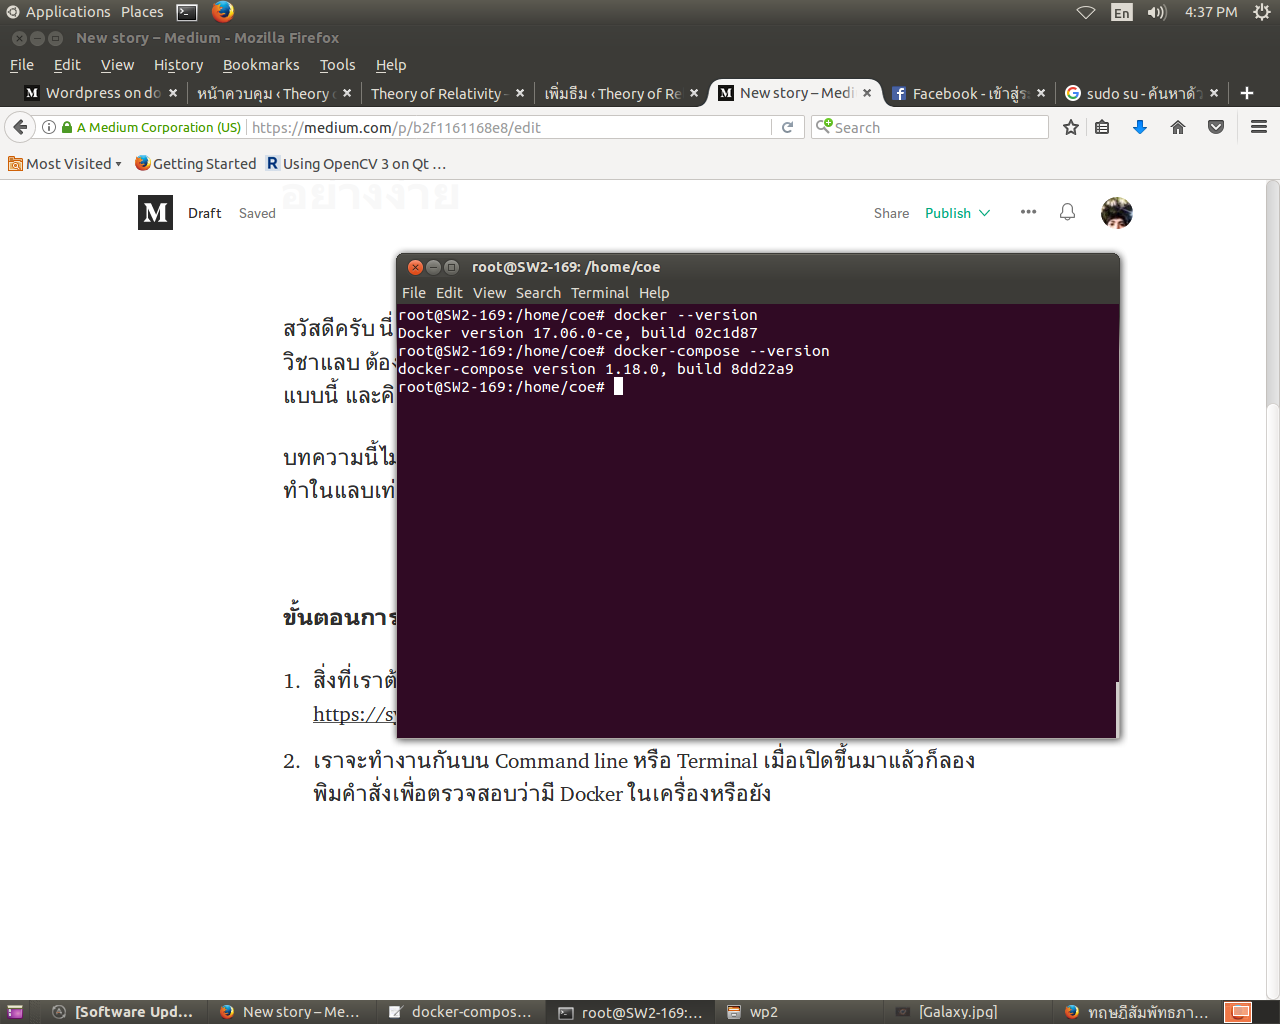 Applications Places
En 4:37 PM
New story – Medium - Mozilla Firefox
File Edit View History Bookmarks Tools Help
Wordpress on do
หน้าควบคุม ‹ Theory
Theory of Relativity –
เพิ่มธีม ‹ Theory of Re
New story – Medi
Facebook - เข้าสู่ระ
sudo su - ค้นหาด้ว
A Medium Corporation (US) https://medium.com/p/b2f1161168e8/edit
Search
Most Visited Getting Started Using OpenCV 3 on Qt ...
อย่างง่าย
M Draft Saved
Share Publish
root@SW2-169: /home/coe
File Edit View Search Terminal Help
root@SW2-169:/home/coe# docker --version
Docker version 17.06.0-ce, build 02c1d87
root@SW2-169:/home/coe# docker-compose --version
docker-compose version 1.18.0, build 8dd22a9
root@SW2-169:/home/coe#
สวัสดีครับ นี่
วิชาแลบ ต้อง
แบบนี้ และคิ
บทความนี้ไม
ทำในแลบเท่
ขั้นตอนการ
1. สิ่งที่เราต้
https://sy
2. เราจะทำงานกันบน Command line หรือ Terminal เมื่อเปิดขึ้นมาแล้วก็ลอง
พิมคำสั่งเพื่อตรวจสอบว่ามี Docker ในเครื่องหรือยัง
[Software Upd...
New story – Me...
docker-compos...
root@SW2-169:...
wp2
[Galaxy.jpg]
ทฤษฎีสัมพัทธภา...